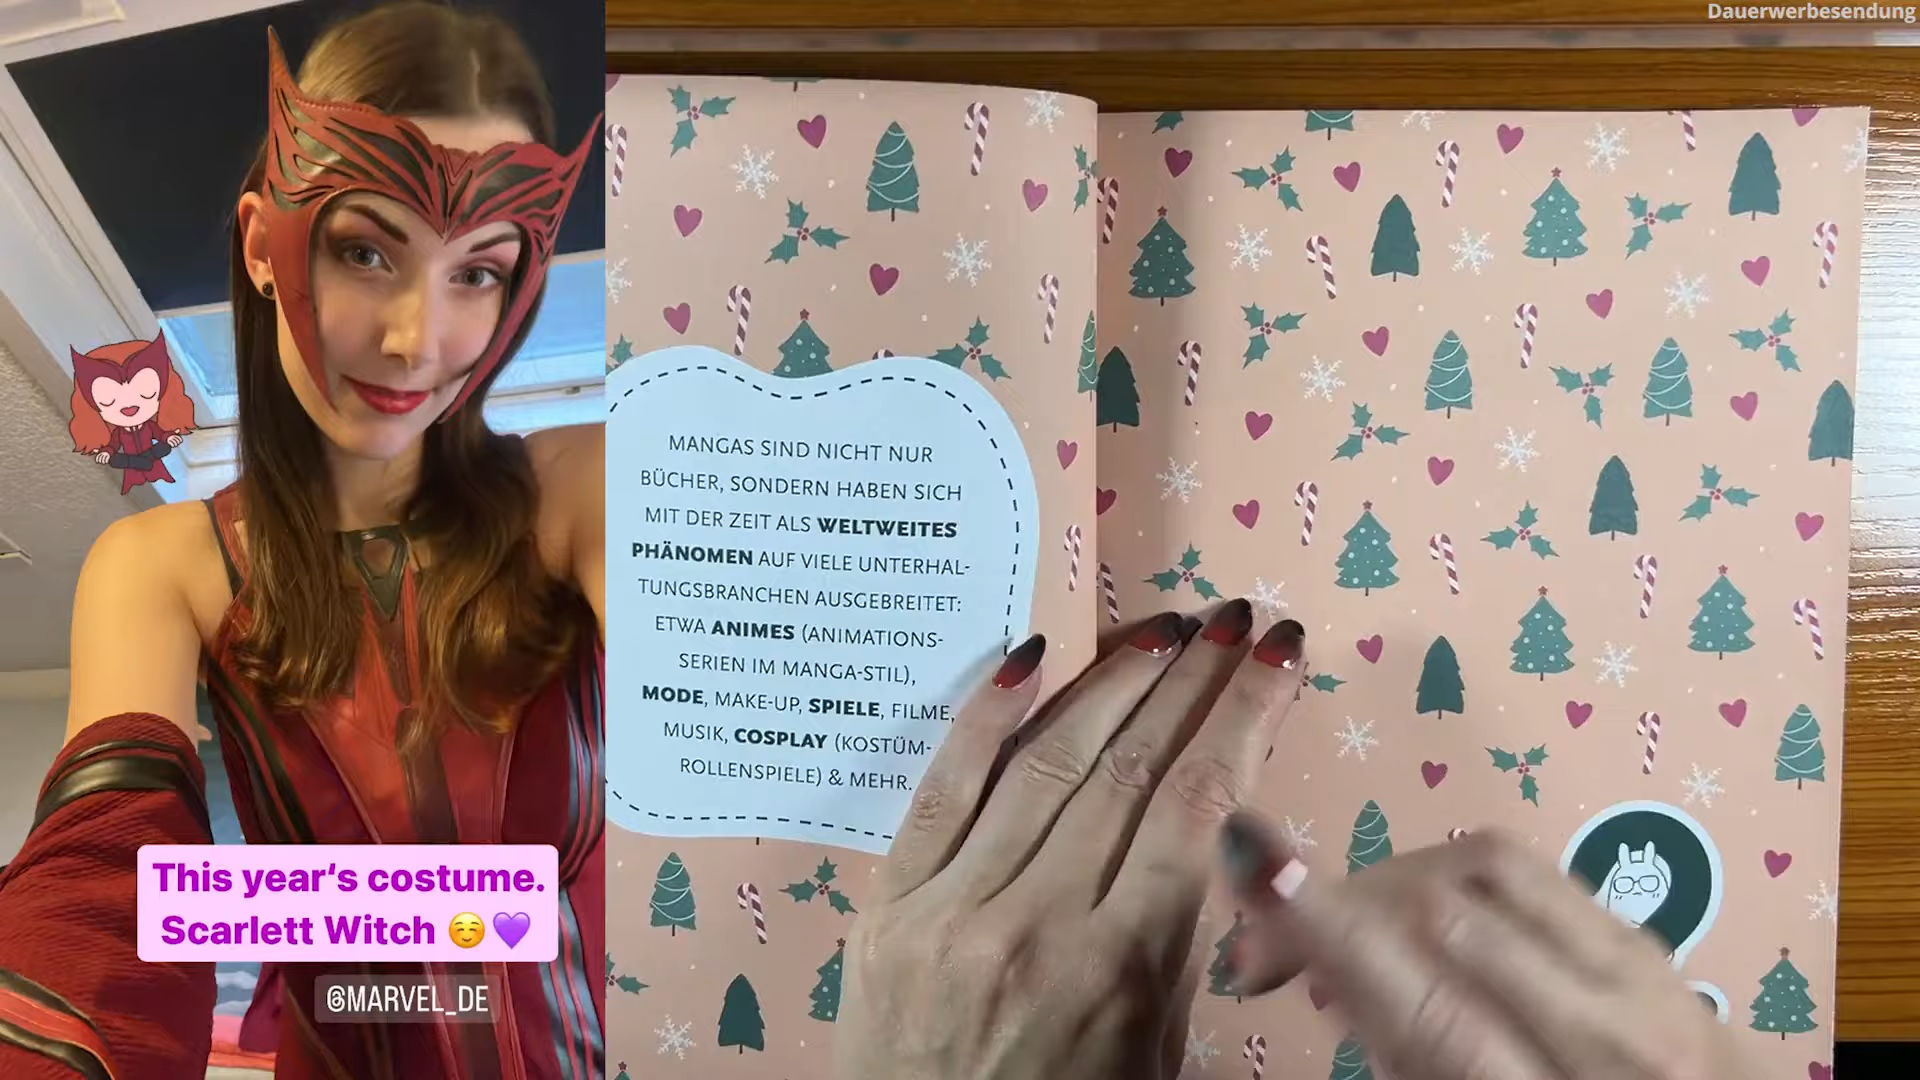 Dauerwerbesendung
MANGAS SIND NICHT NUR
BÜCHER, SONDERN HABEN SICH
MIT DER ZEIT ALS WELTWEITES
PHÄNOMEN AUF VIELE UNTERHAL-
TUNGSBRANCHEN AUSGEBREITET:
ETWA ANIMES (ANIMATIONS-
SERIEN IM MANGA-STIL),
MODE, MAKE-UP, SPIELE, FILME,
MUSIK, COSPLAY (KOSTÜM-
ROLLENSPIELE) & MEHR.
This year‘s costume.
Scarlett Witch ☺️💜
@MARVEL_DE